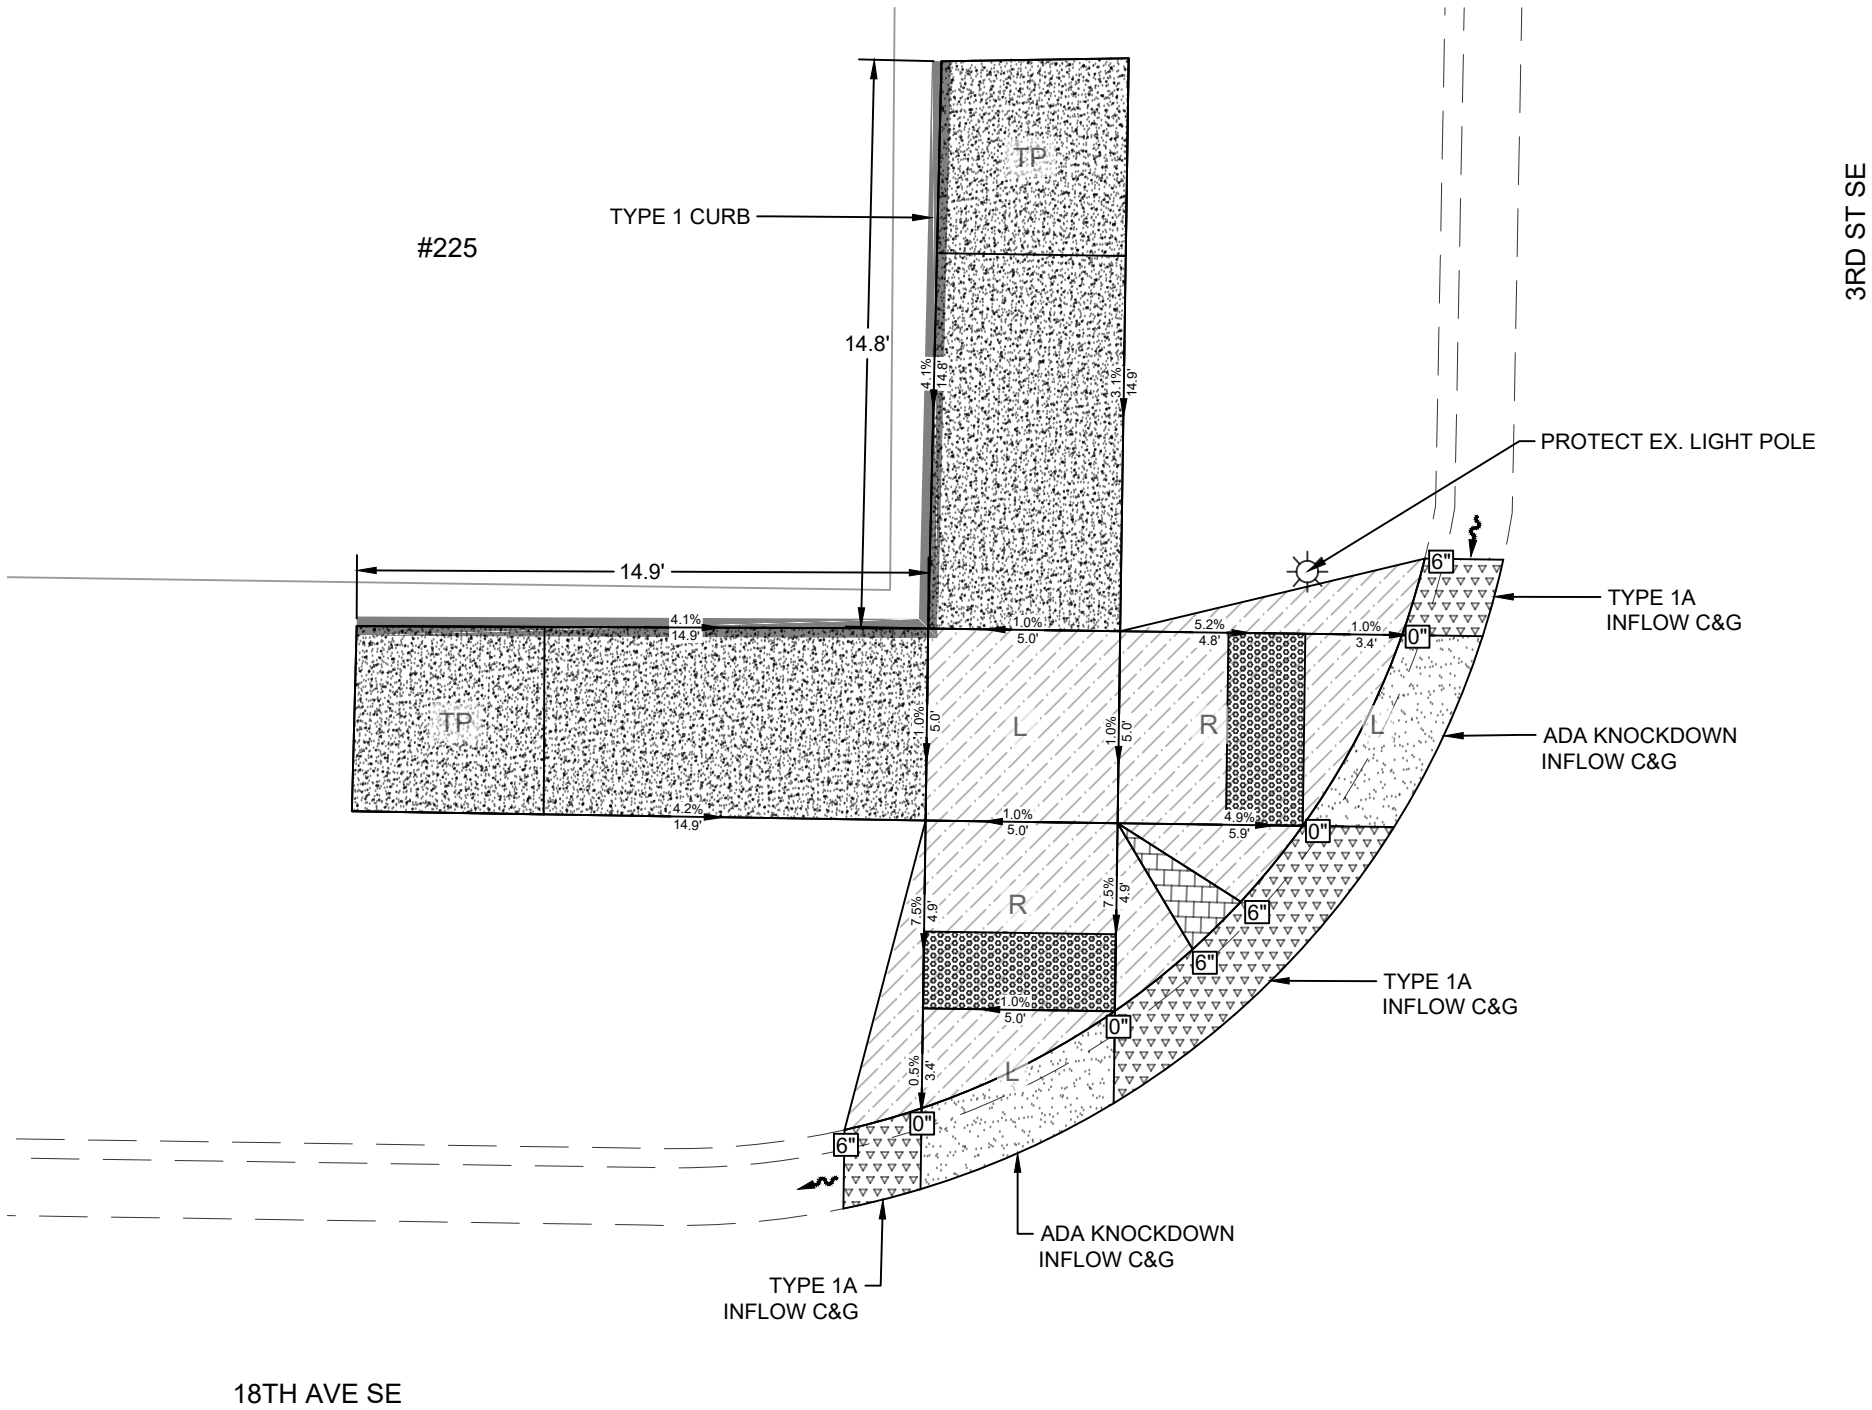 TP
TYPE 1 CURB
#225
3RD ST SE
14.8'
4.1%
14.8'
3.1%
14.9'
PROTECT EX. LIGHT POLE
14.9'
6"
TYPE 1A
INFLOW C&G
4.1%
14.9'
1.0%
5.0'
5.2%
4.8'
1.0%
3.4'
0"
TP
1.0%
5.0'
L
1.0%
5.0'
R
L
ADA KNOCKDOWN
INFLOW C&G
4.2%
14.9'
1.0%
5.0'
4.9%
5.9'
0"
7.5%
4.9'
R
7.5%
4.9'
6"
6"
TYPE 1A
INFLOW C&G
1.0%
5.0'
0"
0.5%
3.4'
L
0"
6"
ADA KNOCKDOWN
INFLOW C&G
TYPE 1A
INFLOW C&G
18TH AVE SE